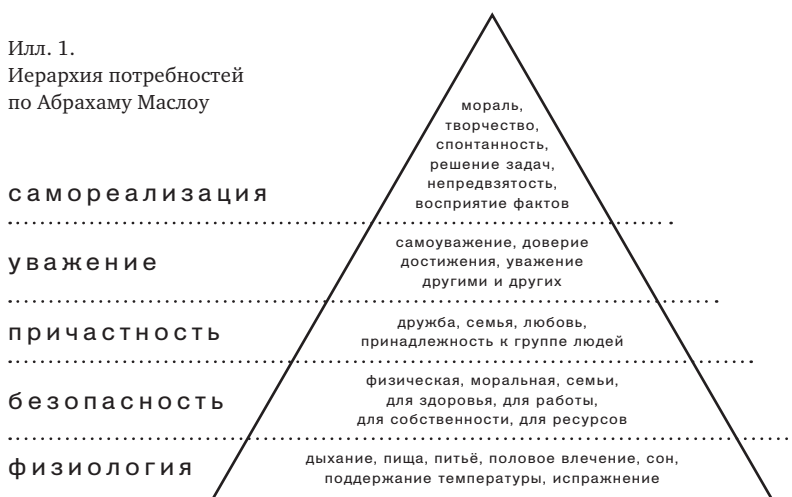 Илл. 1.
Иерархия потребностей
по Абрахаму Маслоу
мораль,
творчество,
спонтанность,
решение задач,
непредвзятость,
восприятие фактов
самореализация
самоуважение, доверие
достижения, уважение
другими и других
уважение
дружба, семья, любовь,
принадлежность к группе людей
причастность
физическая, моральная, семьи,
для здоровья, для работы,
для собственности, для ресурсов
безопасность
дыхание, пища, питьё, половое влечение, сон,
поддержание температуры, испражнение
физиология